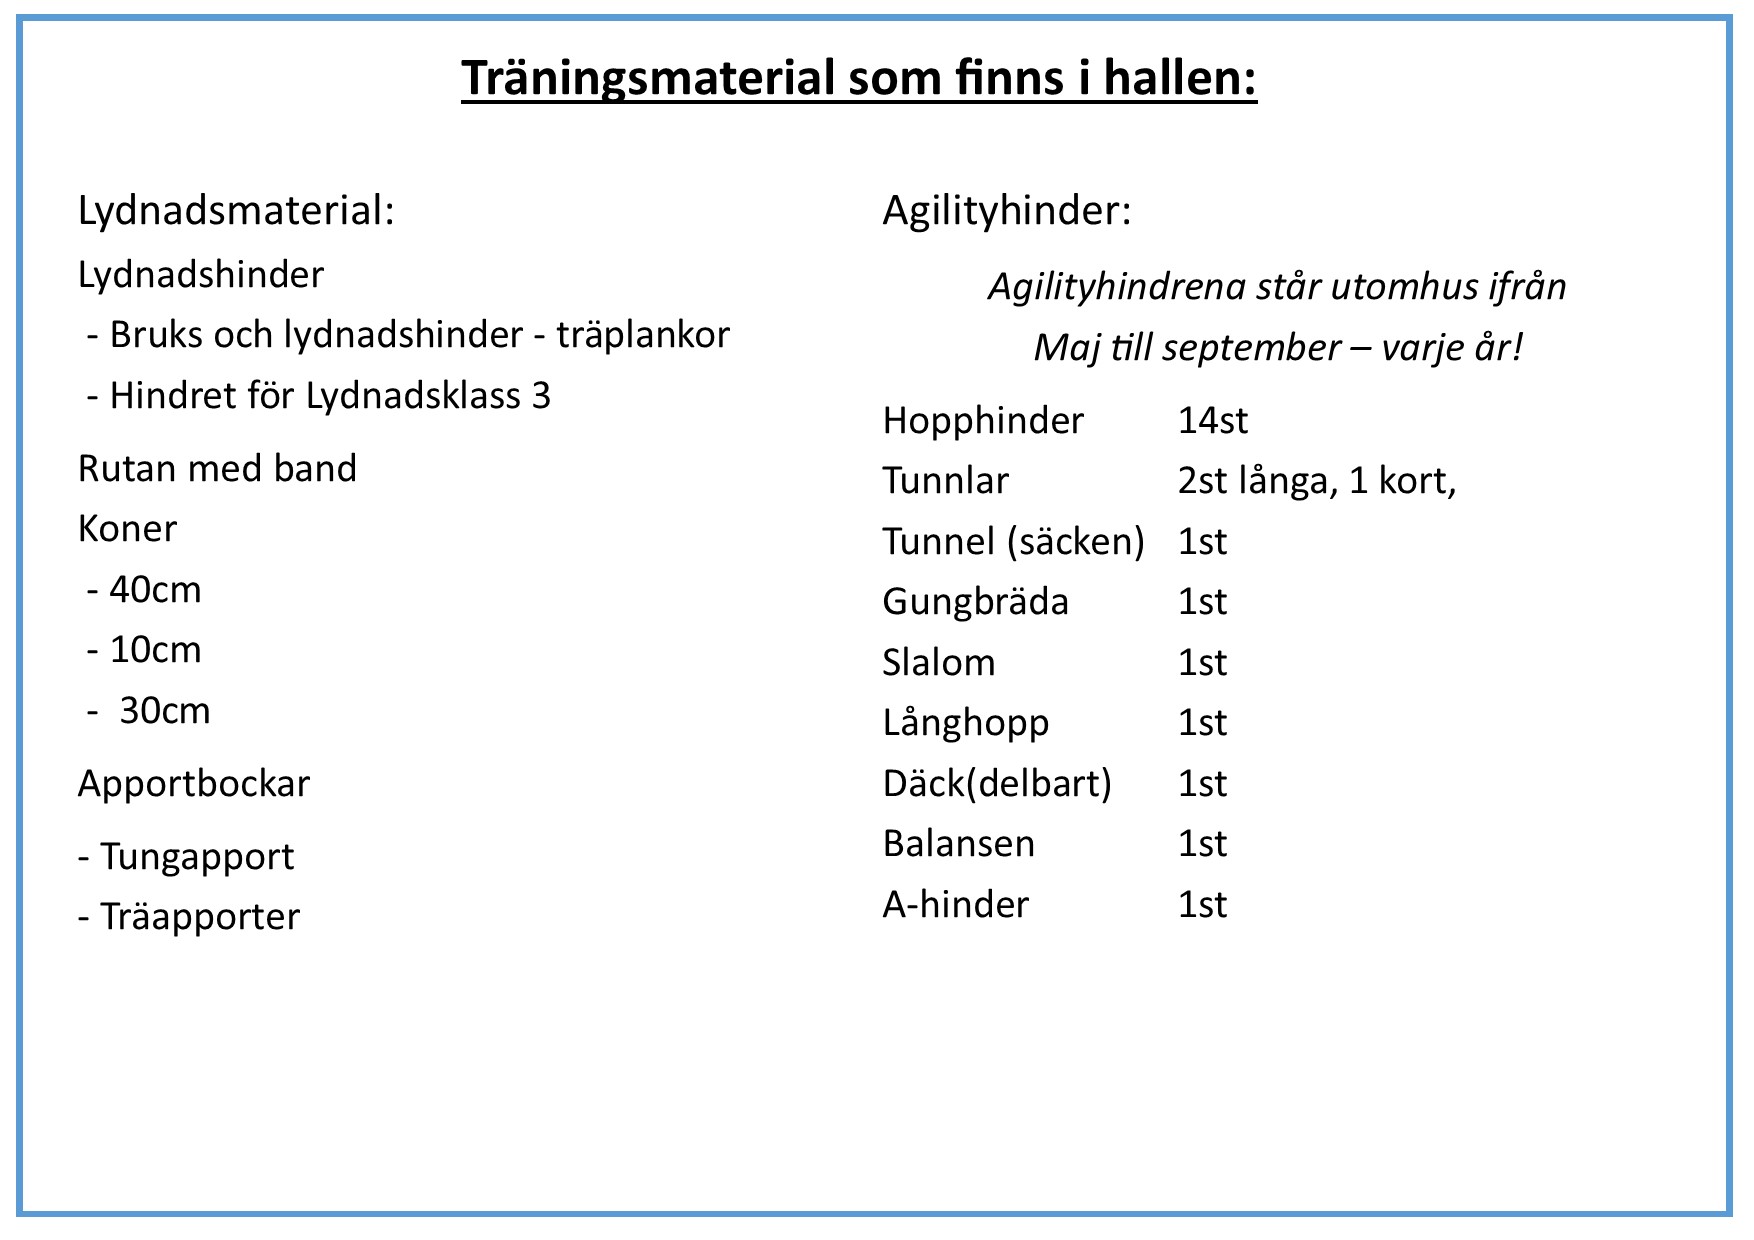 Träningsmaterial som finns i hallen:
Lydnadsmaterial:
Lydnadshinder
- Bruks och lydnadshinder - träplankor
- Hindret för Lydnadsklass 3
Rutan med band
Koner
- 40cm
- 10cm
- 30cm
Apportbockar
- Tungapport
- Träapporter
Agilityhinder:
Agilityhindrena står utomhus ifrån
Maj till september – varje år!
Hopphinder 14st
Tunnlar 2st långa, 1 kort,
Tunnel (säcken) 1st
Gungbräda 1st
Slalom 1st
Långhopp 1st
Däck(delbart) 1st
Balansen 1st
A-hinder 1st